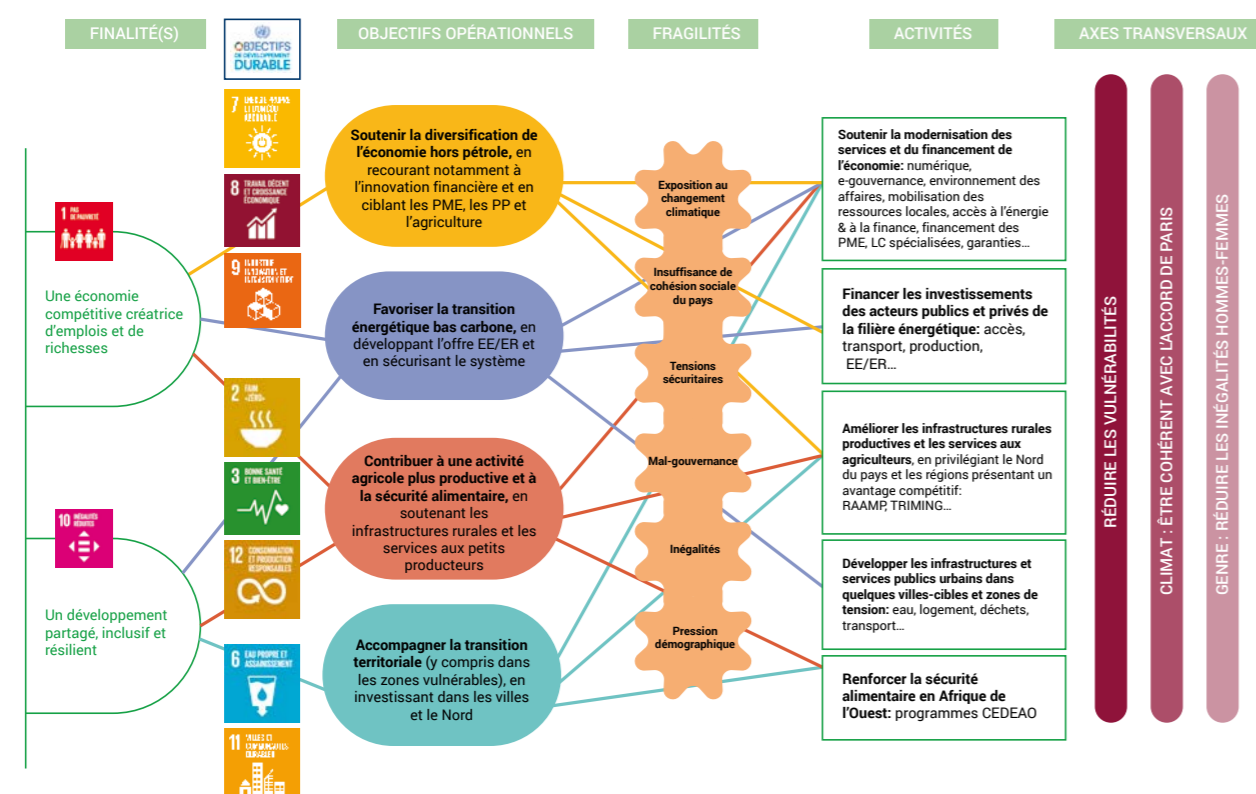 FINALITÉ(S)
OBJECTIFS
DE DÉVELOPPEMENT
DURABLE
OBJECTIFS OPÉRATIONNELS
FRAGILITÉS
ACTIVITÉS
AXES TRANSVERSAUX
1 PAS
DE PAUVRETÉ
Une économie
compétitive créatrice
d'emplois et de
richesses
10 INÉGALITÉS
RÉDUITES
Un développement
partagé, inclusif et
résilient
7
8 TRAVAIL DÉCENT
ET CROISSANCE
ÉCONOMIQUE
9
2 FAIM
«ZÉRO»
3 BONNE SANTÉ
ET BIEN-ÊTRE
12 CONSOMMATION
ET PRODUCTION
RESPONSABLES
6 EAU PROPRE ET
ASSAINISSEMENT
11 VILLES ET
DURABLES
Soutenir la diversification de
l'économie hors pétrole, en
recourant notamment à
l'innovation financière et en
ciblant les PME, les PP et
l'agriculture
Favoriser la transition
énergétique bas carbone, en
développant l'offre EE/ER et
en sécurisant le système
Contribuer à une activité
agricole plus productive et à
la sécurité alimentaire, en
soutenant les
infrastructures rurales et les
services aux petits
producteurs
Accompagner la transition
territoriale (y compris dans
les zones vulnérables), en
investissant dans les villes
et le Nord
Exposition au
changement
climatique
Insuffisance de
cohésion sociale
du pays
Tensions
sécuritaires
Mal-gouvernance
Inégalités
Pression
démographique
Soutenir la modernisation des
services et du financement de
l'économie: numérique,
e-gouvernance, environnement des
affaires, mobilisation des
ressources locales, accès à l'énergie
& à la finance, financement des
PME, LC spécialisées, garanties...
Financer les investissements
des acteurs publics et privés de
la filière énergétique: accès,
transport, production,
EE/ER...
Améliorer les infrastructures rurales
productives et les services aux
agriculteurs, en privilégiant le Nord
du pays et les régions présentant un
avantage compétitif:
RAAMP, TRIMING...
Développer les infrastructures et
services publics urbains dans
quelques villes-cibles et zones de
tension: eau, logement, déchets,
transport...
Renforcer la sécurité
alimentaire en Afrique de
l'Ouest: programmes CEDEAO
RÉDUIRE LES VULNÉRABILITÉS
CLIMAT : ÊTRE COHÉRENT AVEC L'ACCORD DE PARIS
GENRE : RÉDUIRE LES INÉGALITÉS HOMMES-FEMMES